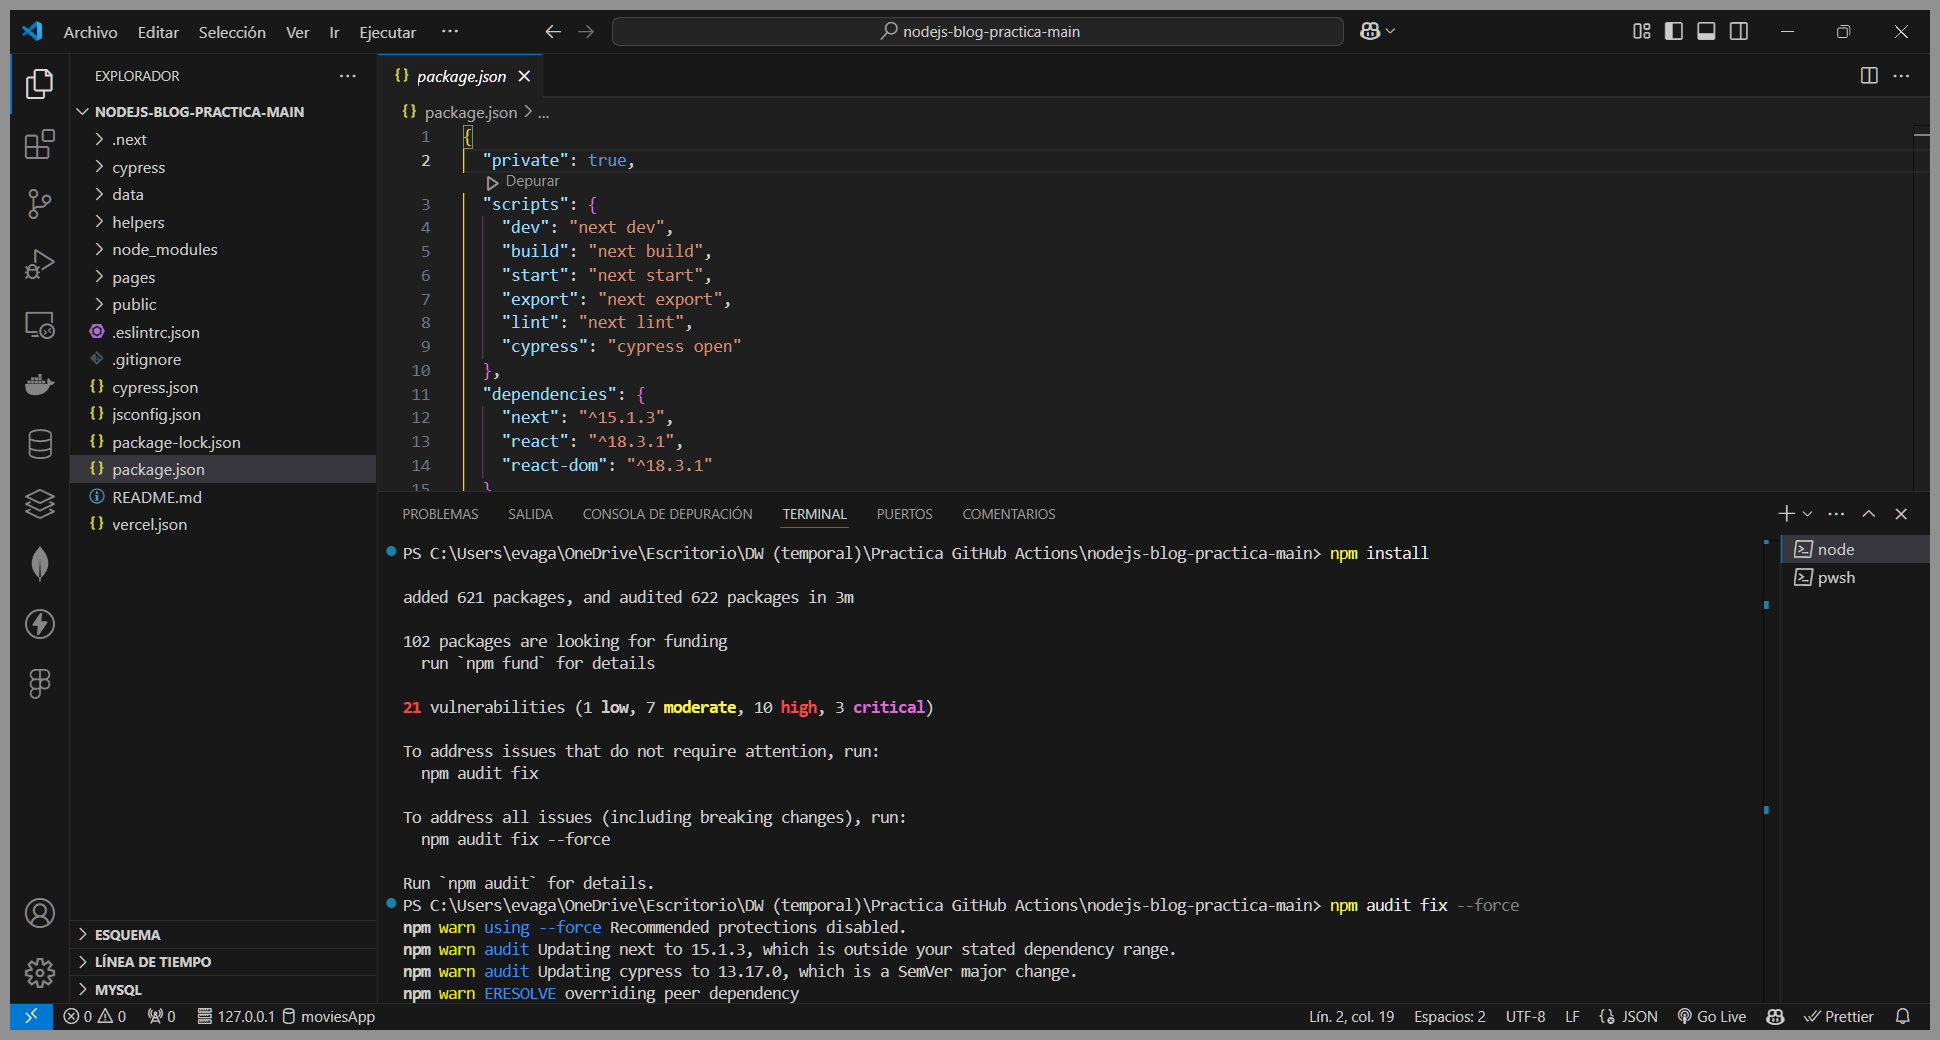 Archivo Editar Selección Ver Ir Ejecutar ···
nodejs-blog-practica-main
EXPLORADOR
NODEJS-BLOG-PRACTICA-MAIN
.next
cypress
data
helpers
node_modules
pages
public
.eslintrc.json
.gitignore
cypress.json
jsconfig.json
package-lock.json
package.json
README.md
vercel.json
ESQUEMA
LÍNEA DE TIEMPO
MYSQL
{} package.json
{} package.json > ...
1 {
2 "private": true,
Depurar
3 "scripts": {
4 "dev": "next dev",
5 "build": "next build",
6 "start": "next start",
7 "export": "next export",
8 "lint": "next lint",
9 "cypress": "cypress open"
10 },
11 "dependencies": {
12 "next": "^15.1.3",
13 "react": "^18.3.1",
14 "react-dom": "^18.3.1"
15 }
PROBLEMAS SALIDA CONSOLA DE DEPURACIÓN TERMINAL PUERTOS COMENTARIOS
PS C:\Users\evaga\OneDrive\Escritorio\DW (temporal)\Practica GitHub Actions\nodejs-blog-practica-main> npm install
added 621 packages, and audited 622 packages in 3m
102 packages are looking for funding
run `npm fund` for details
21 vulnerabilities (1 low, 7 moderate, 10 high, 3 critical)
To address issues that do not require attention, run:
npm audit fix
To address all issues (including breaking changes), run:
npm audit fix --force
Run `npm audit` for details.
PS C:\Users\evaga\OneDrive\Escritorio\DW (temporal)\Practica GitHub Actions\nodejs-blog-practica-main> npm audit fix --force
npm warn using --force Recommended protections disabled.
npm warn audit Updating next to 15.1.3, which is outside your stated dependency range.
npm warn audit Updating cypress to 13.17.0, which is a SemVer major change.
npm warn ERESOLVE overriding peer dependency
node
pwsh
0 0 0 127.0.0.1 moviesApp
Lín. 2, col. 19 Espacios: 2 UTF-8 LF JSON Go Live Prettier